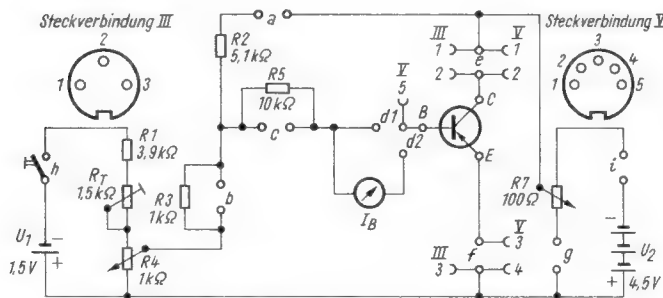 Steckverbindung III
2
1
3
a
R2
5,1kΩ
R5
10kΩ
c
III
V
1
1
e
2
2
V
5
d1
B
d2
C
E
Steckverbindung V
3
2
4
1
5
h
R1
3,9kΩ
RT
1,5kΩ
R3
1kΩ
b
IB
R7
100Ω
i
U1
1,5V
−
+
R4
1kΩ
III
V
3
f
3
4
g
−
+
U2
4,5V